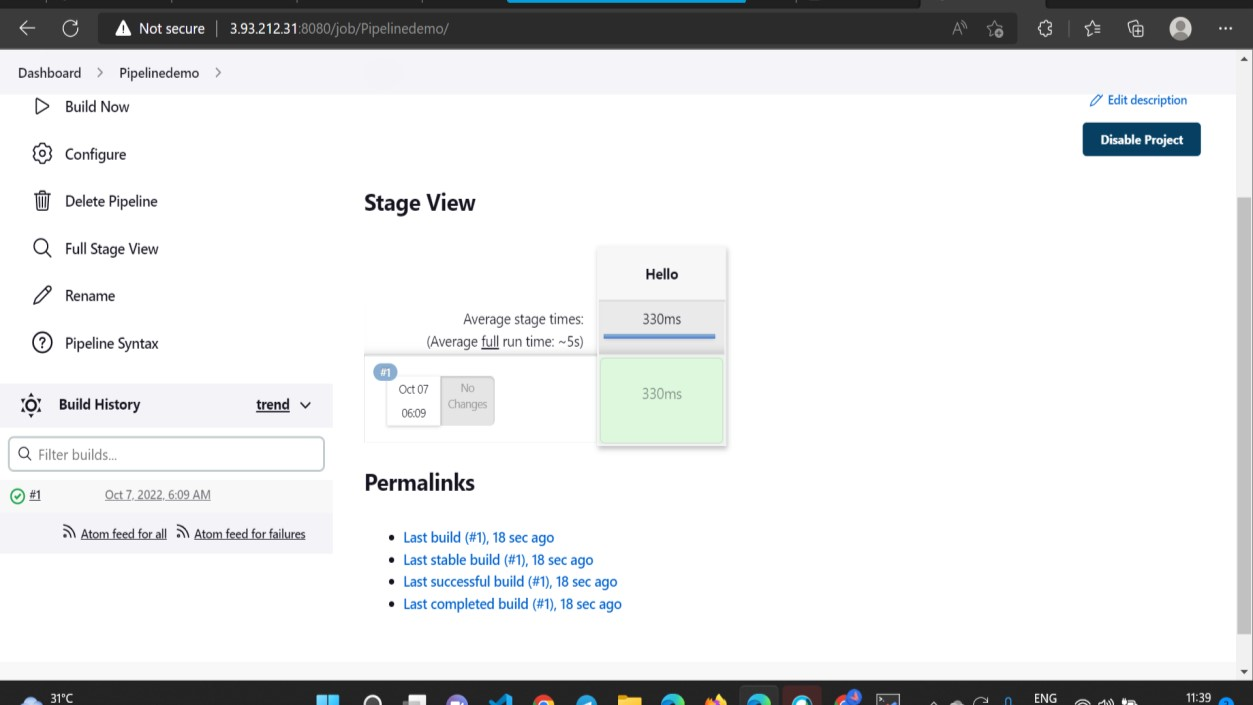 Not secure
3.93.212.31:8080/job/Pipelinedemo/
Dashboard
Pipelinedemo
Build Now
Edit description
Disable Project
Configure
Delete Pipeline
Full Stage View
Rename
Pipeline Syntax
Stage View
Hello
Average stage times:
330ms
(Average full run time: ~5s)
#1
Oct 07
06:09
No
Changes
330ms
Build History
trend
Filter builds...
#1
Oct 7, 2022, 6:09 AM
Atom feed for all
Atom feed for failures
Permalinks
Last build (#1), 18 sec ago
Last stable build (#1), 18 sec ago
Last successful build (#1), 18 sec ago
Last completed build (#1), 18 sec ago
31°C
ENG
11:39